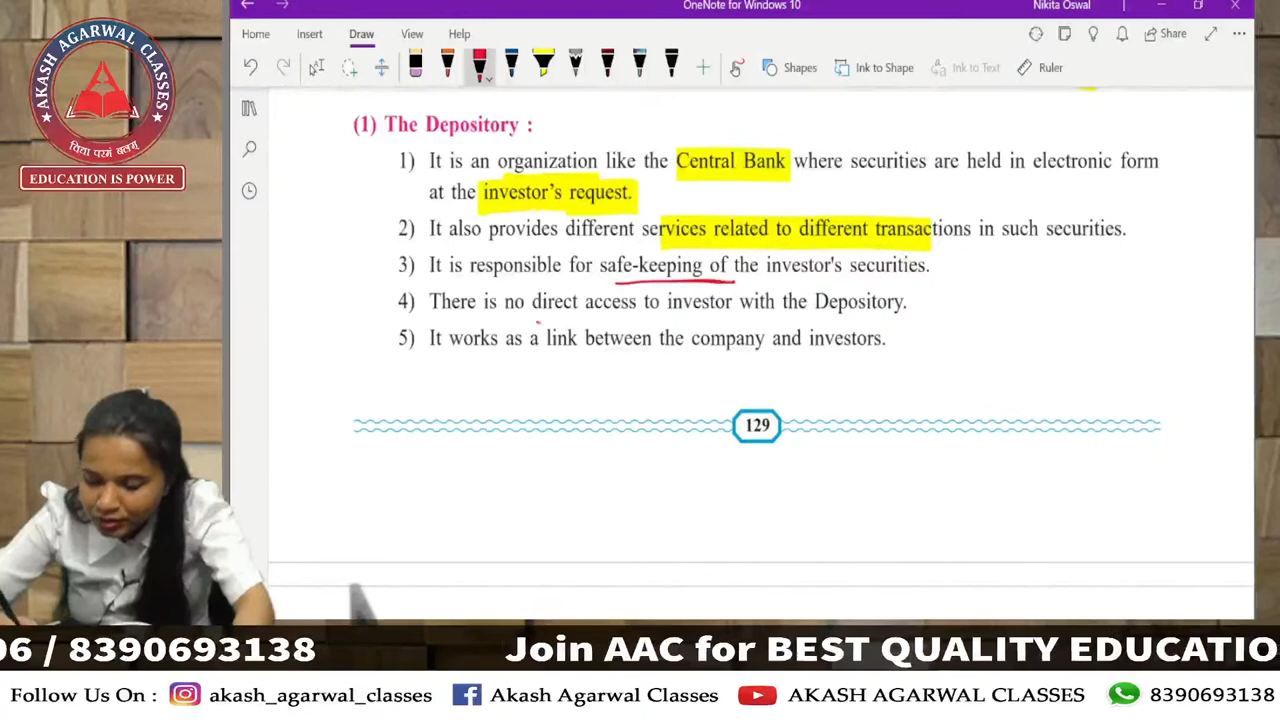 OneNote for Windows 10
Nikita Oswal
Home Insert Draw View Help
Share
Shapes Ink to Shape Ink to Text Ruler
AKASH AGARWAL CLASSES
विद्या परमं बलम्
EDUCATION IS POWER
(1) The Depository :
1) It is an organization like the Central Bank where securities are held in electronic form
at the investor's request.
2) It also provides different services related to different transactions in such securities.
3) It is responsible for safe-keeping of the investor's securities.
4) There is no direct access to investor with the Depository.
5) It works as a link between the company and investors.
129
06 / 8390693138 Join AAC for BEST QUALITY EDUCATIO
Follow Us On : akash_agarwal_classes Akash Agarwal Classes AKASH AGARWAL CLASSES 8390693138